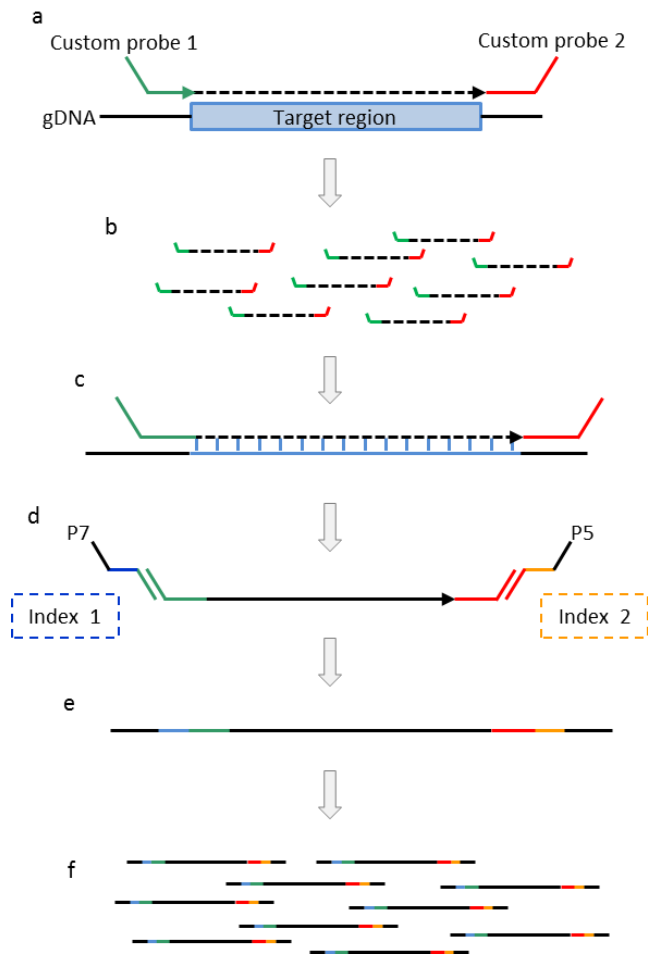 a
Custom probe 1
Custom probe 2
gDNA
Target region
b
c
d
P7
P5
Index 1
Index 2
e
f